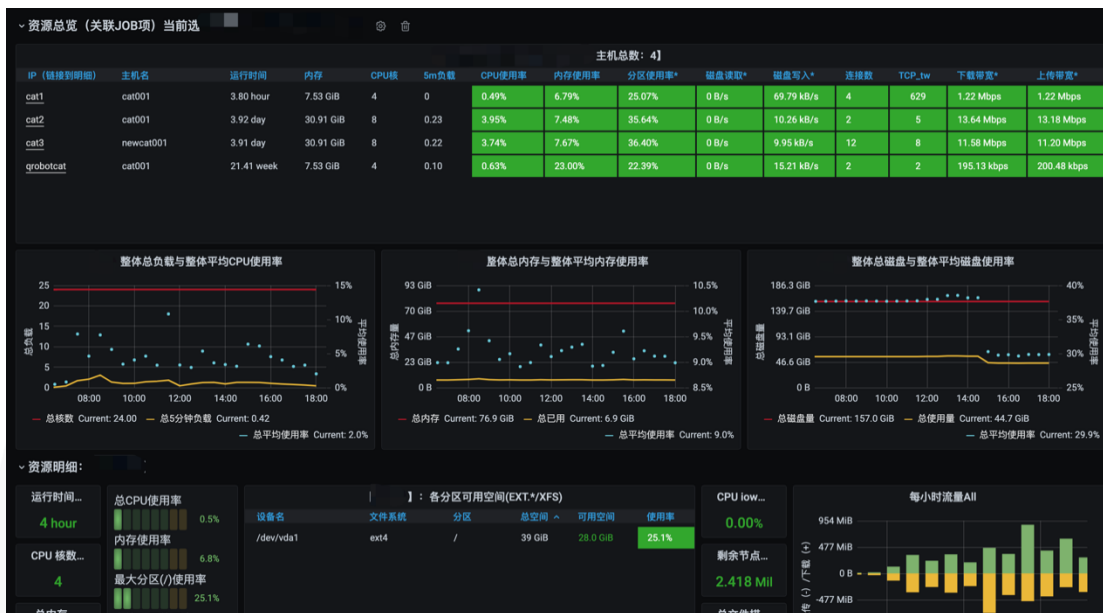 资源总览（关联JOB项）当前选
主机总数：4】
IP（链接到明细） 主机名 运行时间 内存 CPU核 5m负载 CPU使用率 内存使用率 分区使用率* 磁盘读取* 磁盘写入* 连接数 TCP_tw 下载带宽* 上传带宽*
cat1 cat001 3.80 hour 7.53 GiB 4 0 0.49% 6.79% 25.07% 0 B/s 69.79 kB/s 4 629 1.22 Mbps 1.22 Mbps
cat2 cat001 3.92 day 30.91 GiB 8 0.23 3.95% 7.48% 35.64% 0 B/s 10.26 kB/s 2 5 13.64 Mbps 13.18 Mbps
cat3 newcat001 3.91 day 30.91 GiB 8 0.22 3.74% 7.67% 36.40% 0 B/s 9.95 kB/s 12 8 11.58 Mbps 11.20 Mbps
qrobotcat cat001 21.41 week 7.53 GiB 4 0.10 0.63% 23.00% 22.39% 0 B/s 15.21 kB/s 2 2 195.13 kbps 200.48 kbps
整体总负载与整体平均CPU使用率
25 20 15 10 5 0
总负载
15% 10% 5% 0%
平均使用率
08:00 10:00 12:00 14:00 16:00 18:00
总核数 Current: 24.00 总5分钟负载 Current: 0.42
总平均使用率 Current: 2.0%
整体总内存与整体平均内存使用率
93 GiB 70 GiB 47 GiB 23 GiB 0 B
总内存量
10.5% 10.0% 9.5% 9.0% 8.5%
平均使用率
08:00 10:00 12:00 14:00 16:00 18:00
总内存 Current: 76.9 GiB 总已用 Current: 6.9 GiB
总平均使用率 Current: 9.0%
整体总磁盘与整体平均磁盘使用率
186.3 GiB 139.7 GiB 93.1 GiB 46.6 GiB 0 B
总磁盘量
40% 35% 30% 25%
平均使用率
08:00 10:00 12:00 14:00 16:00 18:00
总磁盘量 Current: 157.0 GiB 总使用量 Current: 44.7 GiB
总平均使用率 Current: 29.9%
资源明细：
运行时间...
4 hour
CPU 核数...
4
总CPU使用率
0.5%
内存使用率
6.8%
最大分区(/)使用率
25.1%
】：各分区可用空间(EXT.*/XFS)
设备名 文件系统 分区 总空间 可用空间 使用率
/dev/vda1 ext4 / 39 GiB 28.0 GiB 25.1%
CPU iow...
0.00%
剩余节点...
2.418 Mil
每小时流量All
954 MiB
477 MiB
0 B
-477 MiB
传 (-) /下载 (+)